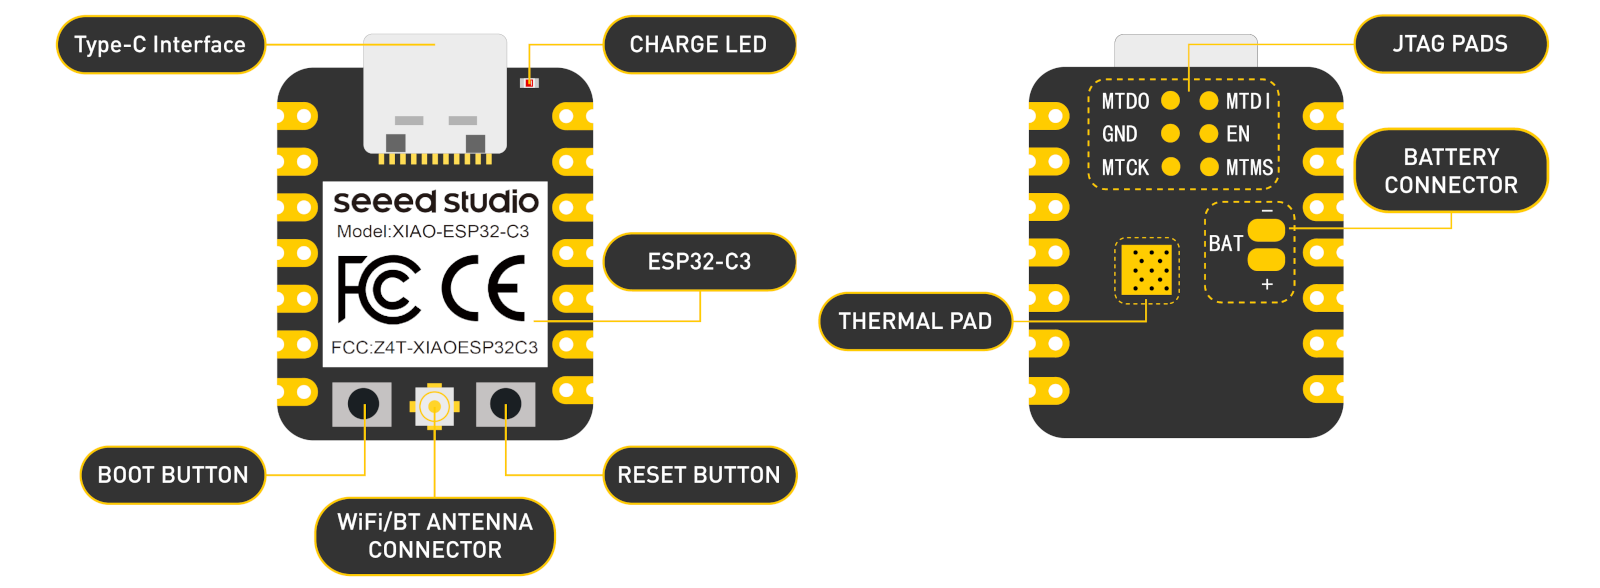 Type-C Interface
CHARGE LED
seeed studio
Model:XIAO-ESP32-C3
FC CE
FCC:Z4T-XIAOESP32C3
ESP32-C3
BOOT BUTTON
RESET BUTTON
WiFi/BT ANTENNA
CONNECTOR
JTAG PADS
MTDO MTDI
GND EN
MTCK MTMS
BATTERY
CONNECTOR
−
BAT
+
THERMAL PAD